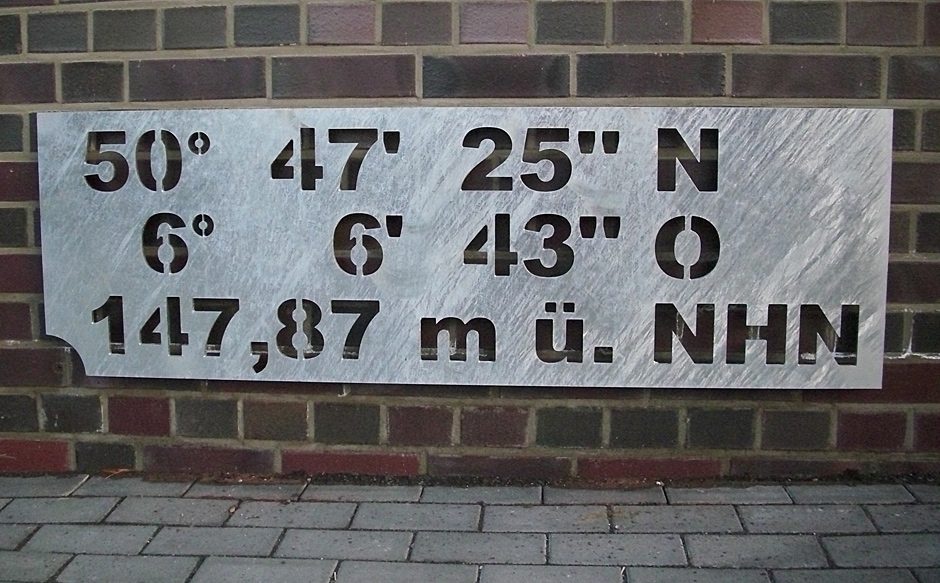 50° 47' 25" N
6° 6' 43" O
147,87 m ü. NHN